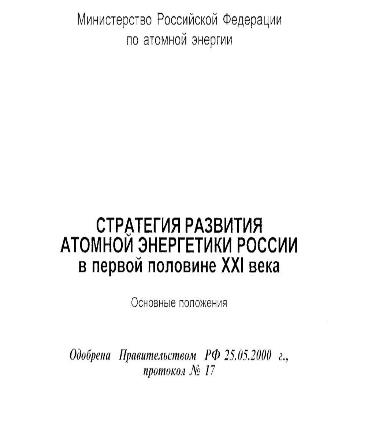 Министерство Российской Федерации
по атомной энергии
СТРАТЕГИЯ РАЗВИТИЯ
АТОМНОЙ ЭНЕРГЕТИКИ РОССИИ
в первой половине XXI века
Основные положения
Одобрена Правительством РФ 25.05.2000 г.,
протокол № 17